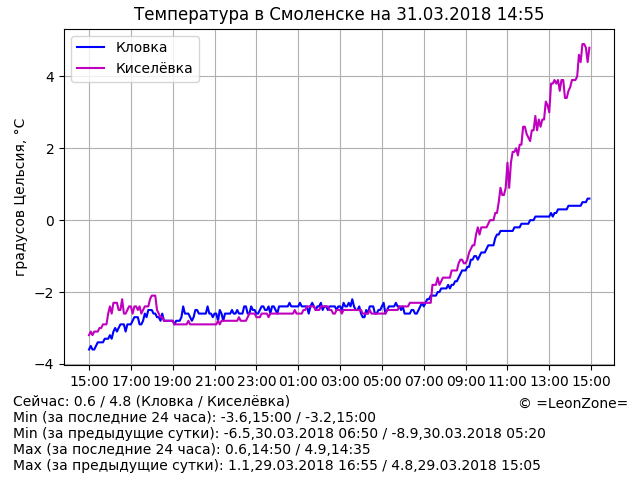 Температура в Смоленске на 31.03.2018 14:55
Кловка
Киселёвка
градусов Цельсия, °C
4
2
0
−2
−4
15:00 17:00 19:00 21:00 23:00 01:00 03:00 05:00 07:00 09:00 11:00 13:00 15:00
Сейчас: 0.6 / 4.8 (Кловка / Киселёвка)
© =LeonZone=
Min (за последние 24 часа): -3.6,15:00 / -3.2,15:00
Min (за предыдущие сутки): -6.5,30.03.2018 06:50 / -8.9,30.03.2018 05:20
Max (за последние 24 часа): 0.6,14:50 / 4.9,14:35
Max (за предыдущие сутки): 1.1,29.03.2018 16:55 / 4.8,29.03.2018 15:05